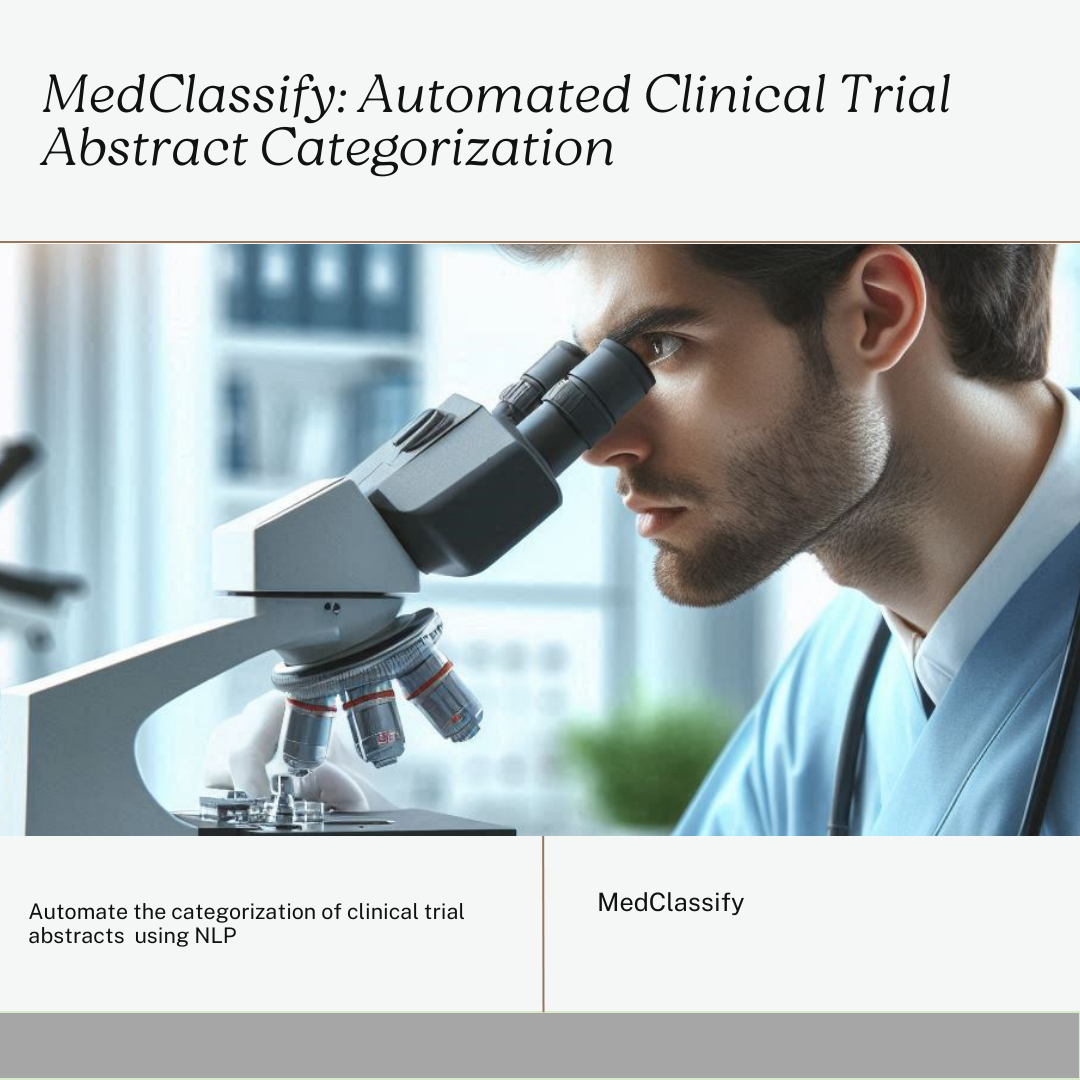 MedClassify: Automated Clinical Trial
Abstract Categorization
Automate the categorization of clinical trial
abstracts  using NLP
MedClassify